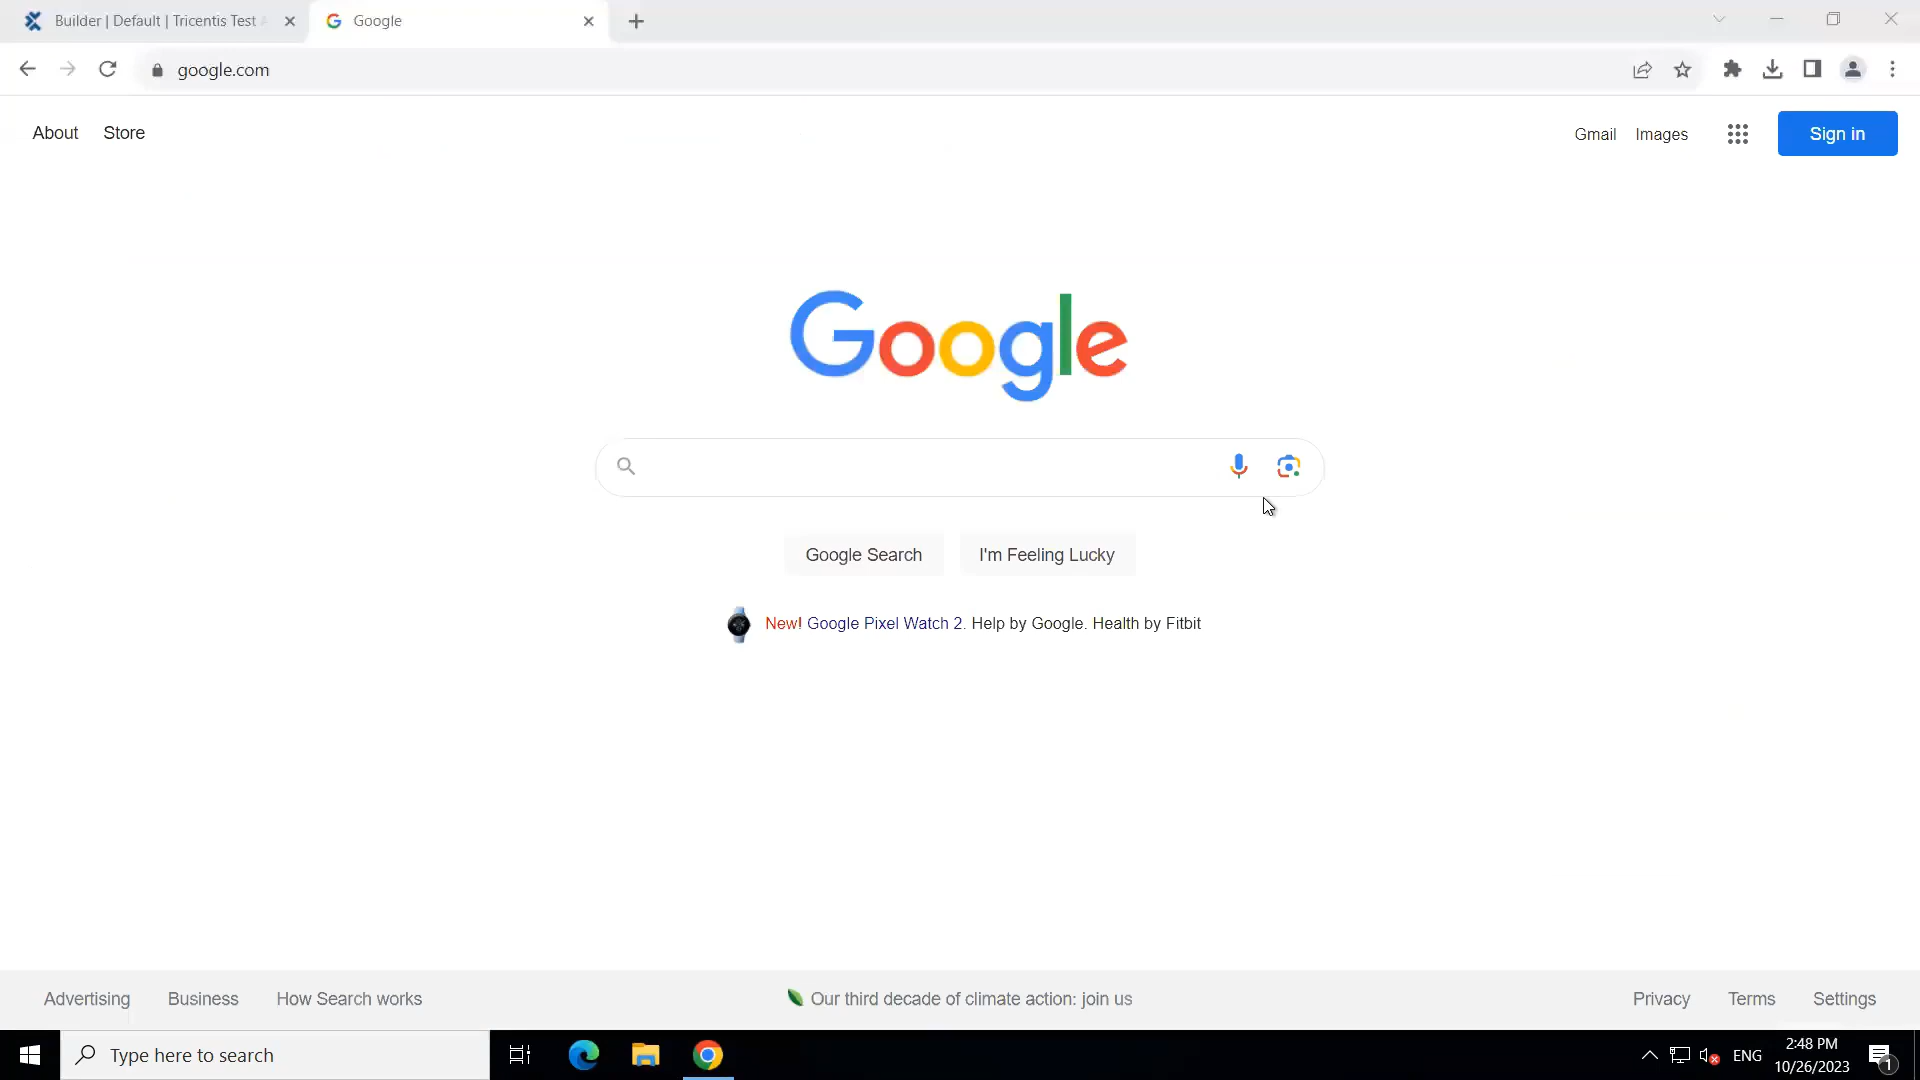 Builder | Default | Tricentis Test
Google
google.com
About Store
Gmail Images Sign in
Google
Google Search I'm Feeling Lucky
New! Google Pixel Watch 2. Help by Google. Health by Fitbit
Advertising Business How Search works
Our third decade of climate action: join us
Privacy Terms Settings
Type here to search
ENG
2:48 PM
10/26/2023
1